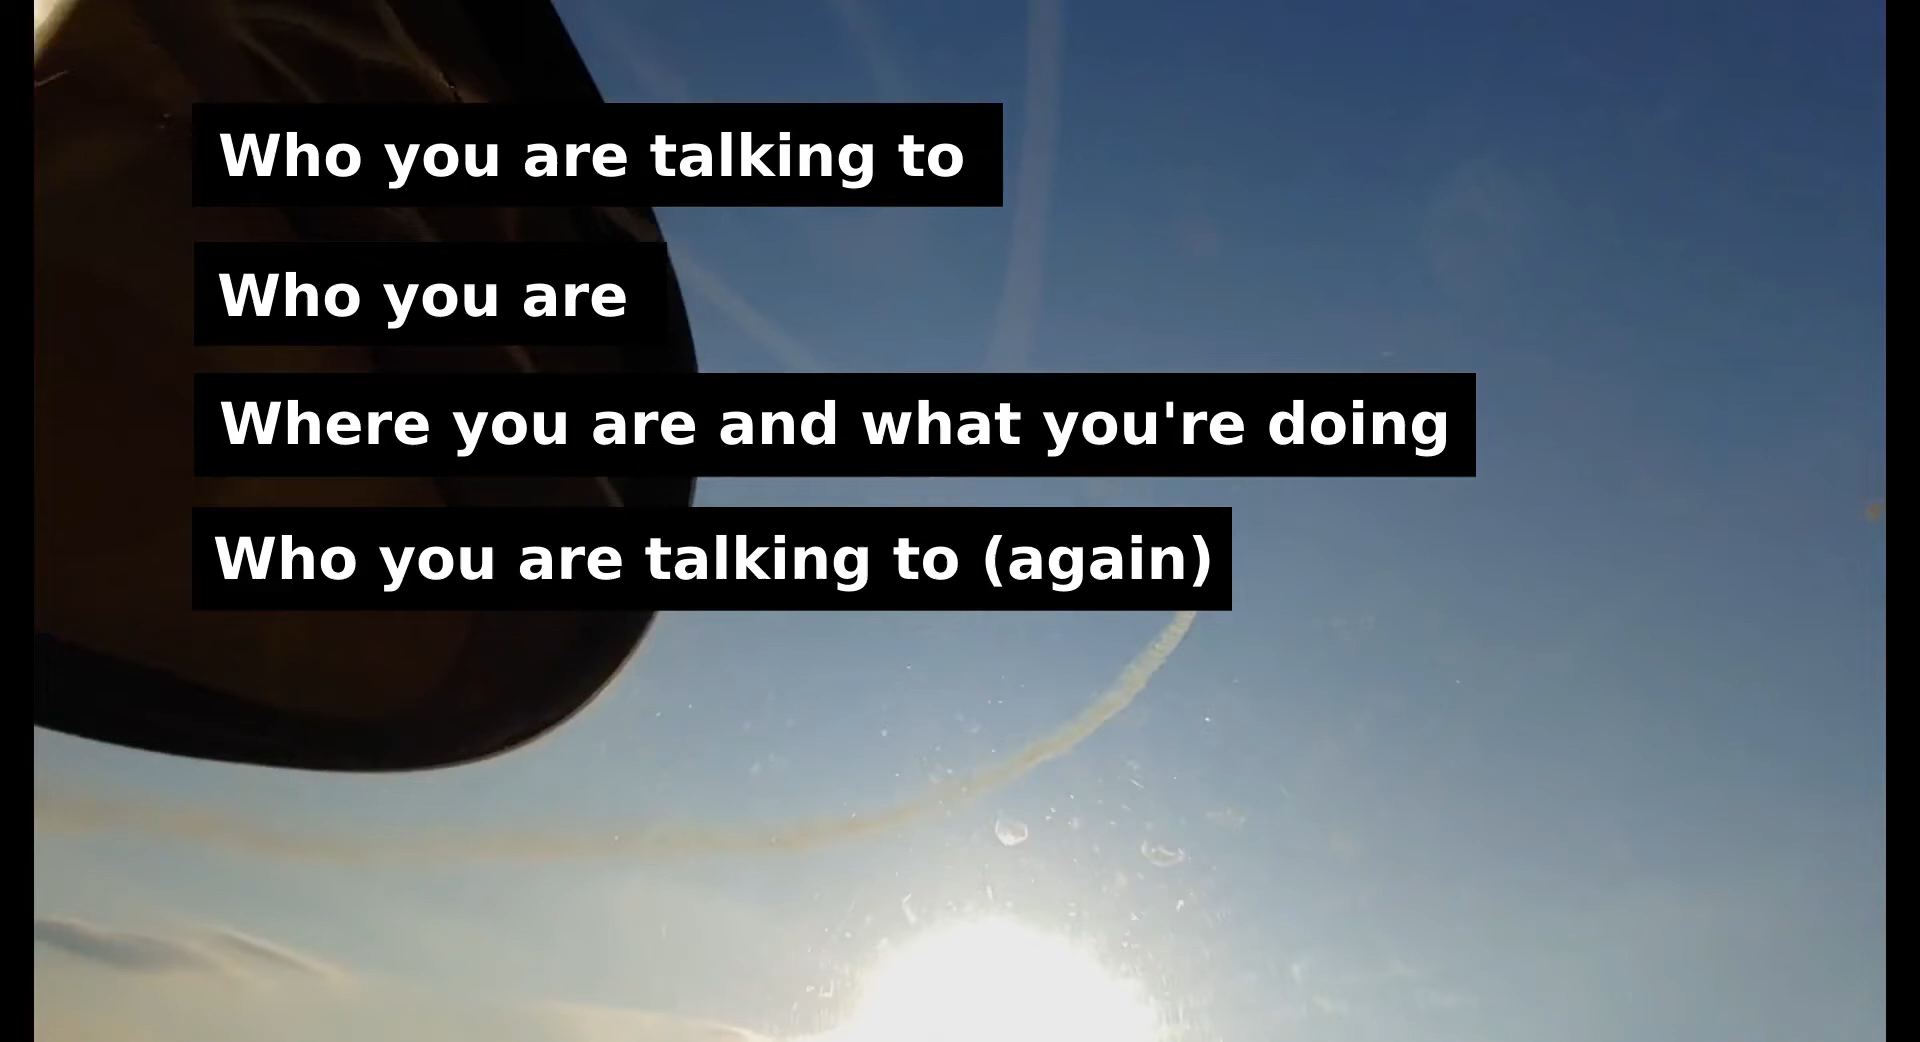 Who you are talking to
Who you are
Where you are and what you're doing
Who you are talking to (again)